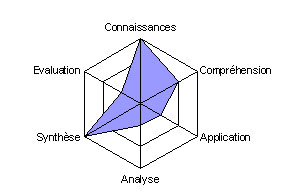 Connaissances
Evaluation
Compréhension
Synthèse
Application
Analyse